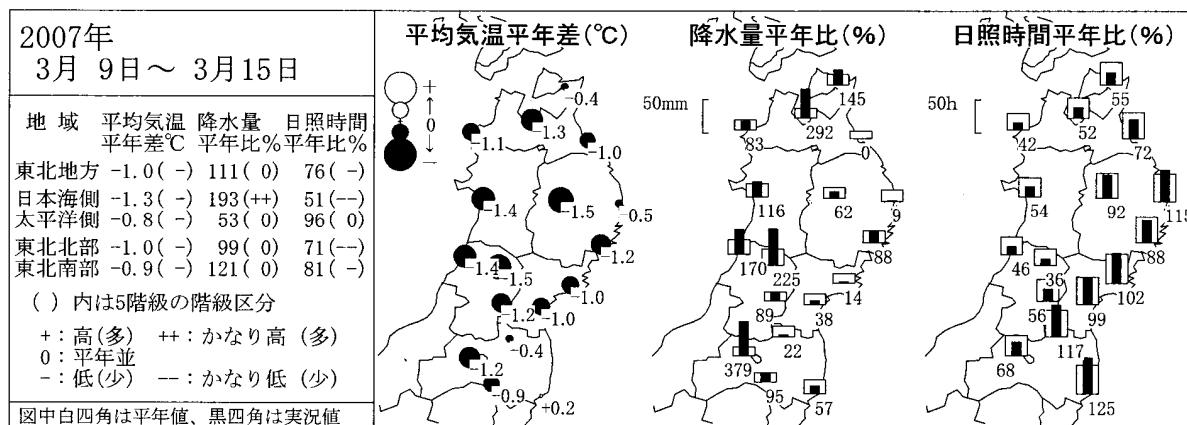 2007年
3月 9日～ 3月15日
地 域 平均気温 降水量 日照時間
平年差℃ 平年比% 平年比%
東北地方 -1.0( -) 111( 0) 76( -)
日本海側 -1.3( -) 193(++) 51(--)
太平洋側 -0.8( -) 53( 0) 96( 0)
東北北部 -1.0( -) 99( 0) 71(--)
東北南部 -0.9( -) 121( 0) 81( -)
( ) 内は5階級の階級区分
+：高(多) ++：かなり高 (多)
0：平年並
-：低(少) --：かなり低 (少)
図中白四角は平年値、黒四角は実況値
平均気温平年差(℃)
+
↑
0
↓
-
-0.4
-1.3
-1.1
-1.0
-1.4
-1.5
-0.5
-1.2
-1.4
-1.5
-1.0
-1.2
-1.0
-0.4
-1.2
-0.9
+0.2
降水量平年比(%)
50mm
145
292
83
0
116
62
9
88
170
225
14
89
38
22
379
95
57
日照時間平年比(%)
50h
55
52
42
72
54
92
115
88
46
36
102
56
99
117
68
125